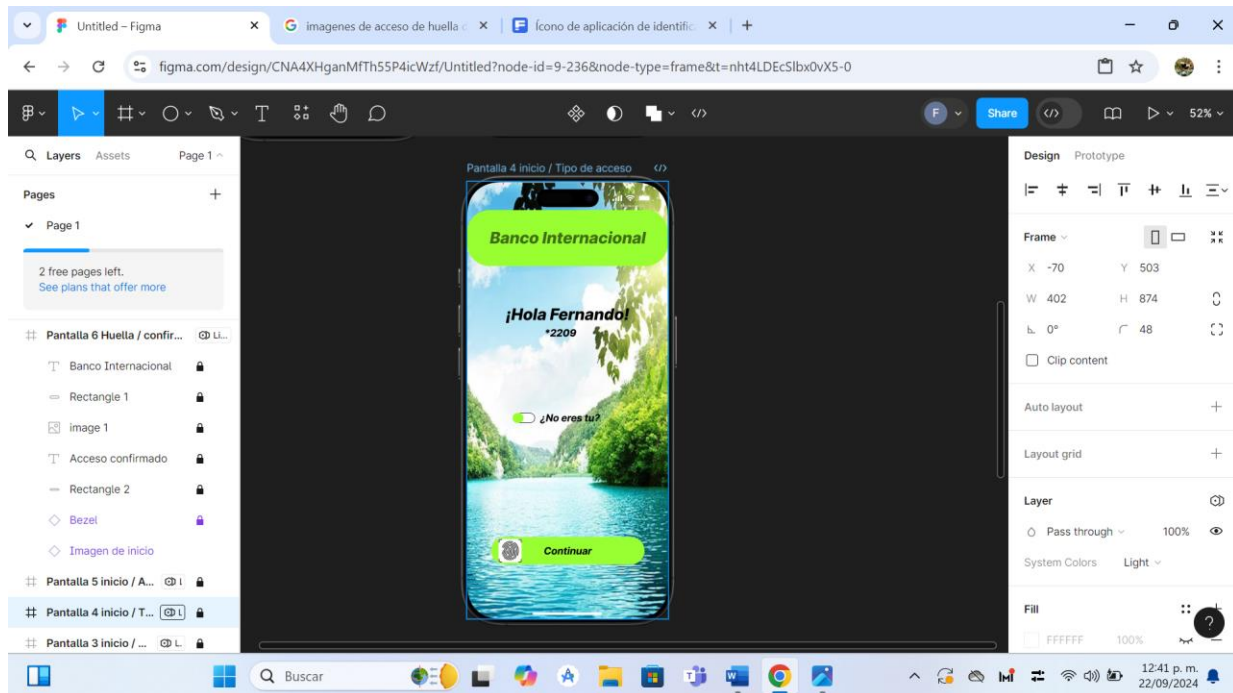 Untitled – Figma
imagenes de acceso de huella d
Ícono de aplicación de identific
figma.com/design/CNA4XHganMfTh55P4icWzf/Untitled?node-id=9-236&node-type=frame&t=nht4LDEcSlbx0vX5-0
F
Share
52%
Layers Assets Page 1
Pages
Page 1
2 free pages left.
See plans that offer more
Pantalla 6 Huella / confir... Li...
Banco Internacional
Rectangle 1
image 1
Acceso confirmado
Rectangle 2
Bezel
Imagen de inicio
Pantalla 5 inicio / A... L
Pantalla 4 inicio / T... L
Pantalla 3 inicio / ... L
Pantalla 4 inicio / Tipo de acceso
Banco Internacional
¡Hola Fernando!
*2209
¿No eres tu?
Continuar
Design Prototype
Frame
X -70 Y 503
W 402 H 874
0° 48
Clip content
Auto layout
Layout grid
Layer
Pass through 100%
System Colors Light
Fill
FFFFFF 100%
?
Buscar
12:41 p. m.
22/09/2024